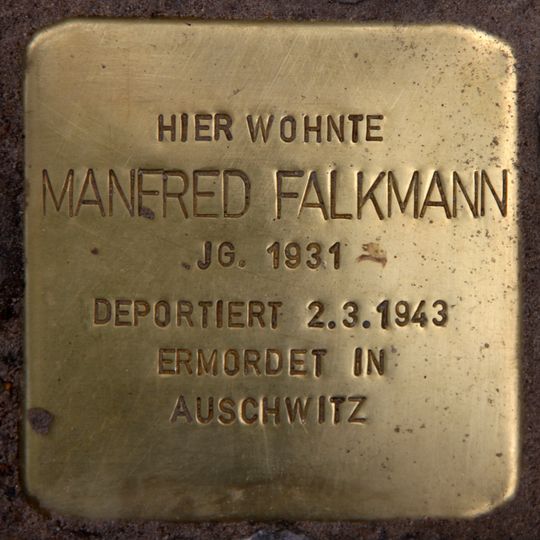 HIER WOHNTE
MANFRED FALKMANN
JG. 1931
DEPORTIERT 2.3.1943
ERMORDET IN
AUSCHWITZ